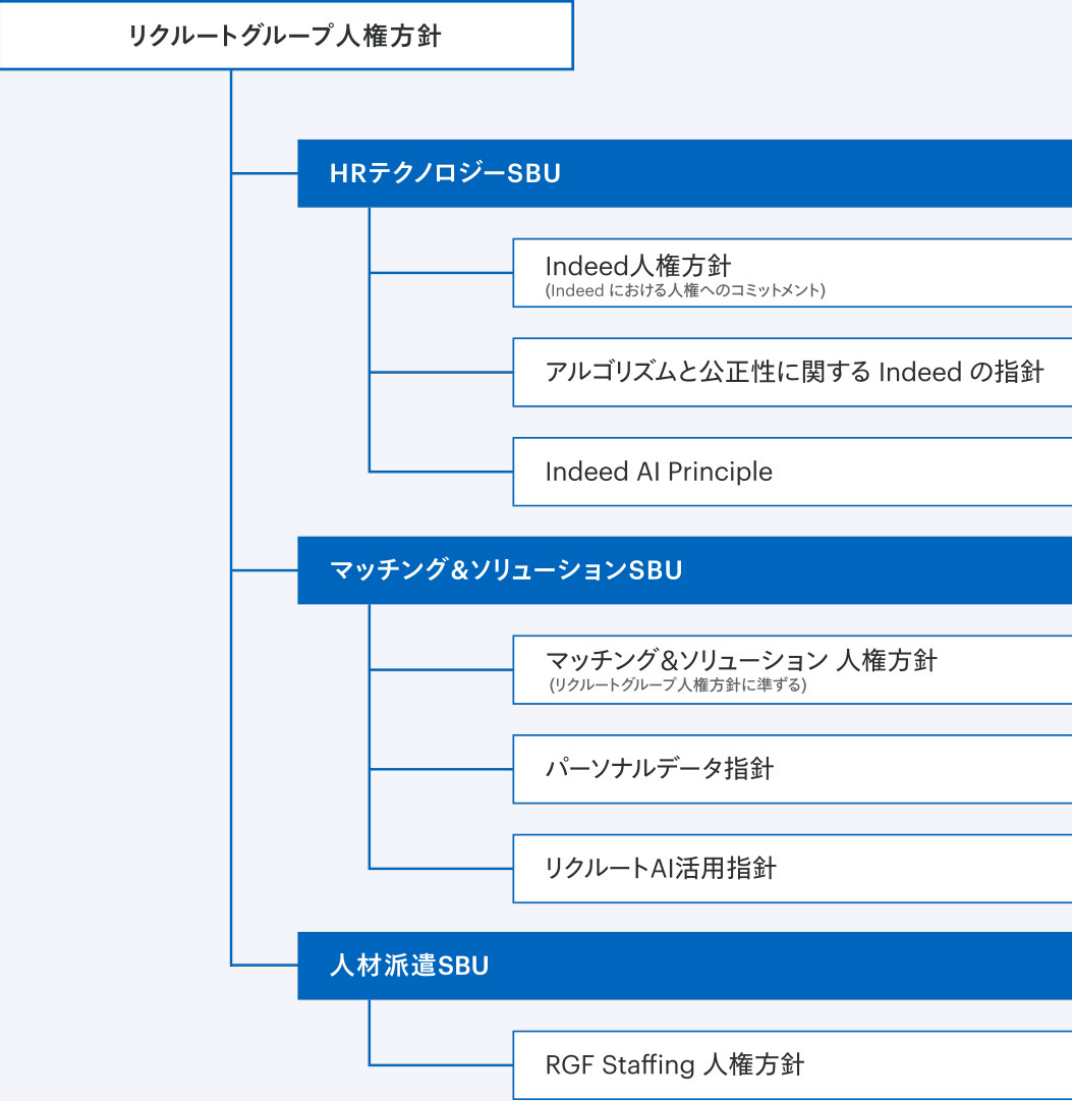 リクルートグループ人権方針
HRテクノロジーSBU
Indeed人権方針
(Indeed における人権へのコミットメント)
アルゴリズムと公正性に関する Indeed の指針
Indeed AI Principle
マッチング&ソリューションSBU
マッチング&ソリューション 人権方針
(リクルートグループ人権方針に準ずる)
パーソナルデータ指針
リクルートAI活用指針
人材派遣SBU
RGF Staffing 人権方針